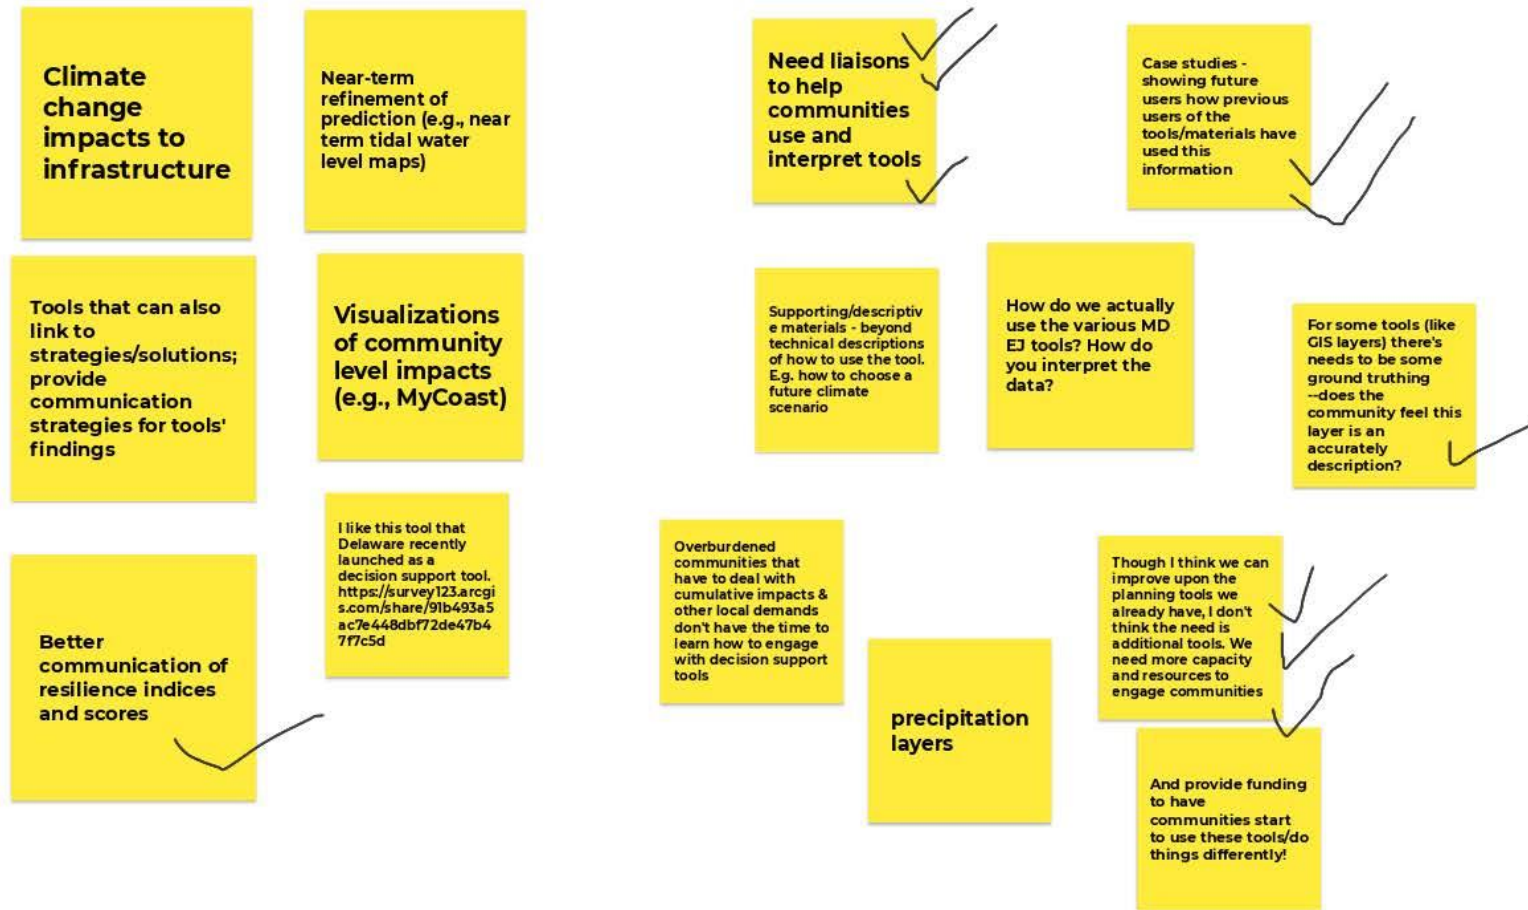 Climate
change
impacts to
infrastructure
Near-term
refinement of
prediction (e.g., near
term tidal water
level maps)
Need liaisons
to help
communities
use and
interpret tools
Case studies -
showing future
users how previous
users of the
tools/materials have
used this
information
Tools that can also
link to
strategies/solutions;
provide
communication
strategies for tools'
findings
Visualizations
of community
level impacts
(e.g., MyCoast)
Supporting/descriptiv
e materials - beyond
technical descriptions
of how to use the tool.
E.g. how to choose a
future climate
scenario
How do we actually
use the various MD
EJ tools? How do
you interpret the
data?
For some tools (like
GIS layers) there's
needs to be some
ground truthing
--does the
community feel this
layer is an
accurately
description?
Better
communication of
resilience indices
and scores
I like this tool that
Delaware recently
launched as a
decision support tool.
https://survey123.arcgi
s.com/share/91b493a5
ac7e448dbf72de47b4
7f7c5d
Overburdened
communities that
have to deal with
cumulative impacts &
other local demands
don't have the time to
learn how to engage
with decision support
tools
precipitation
layers
Though I think we can
improve upon the
planning tools we
already have, I don't
think the need is
additional tools. We
need more capacity
and resources to
engage communities
And provide funding
to have
communities start
to use these tools/do
things differently!